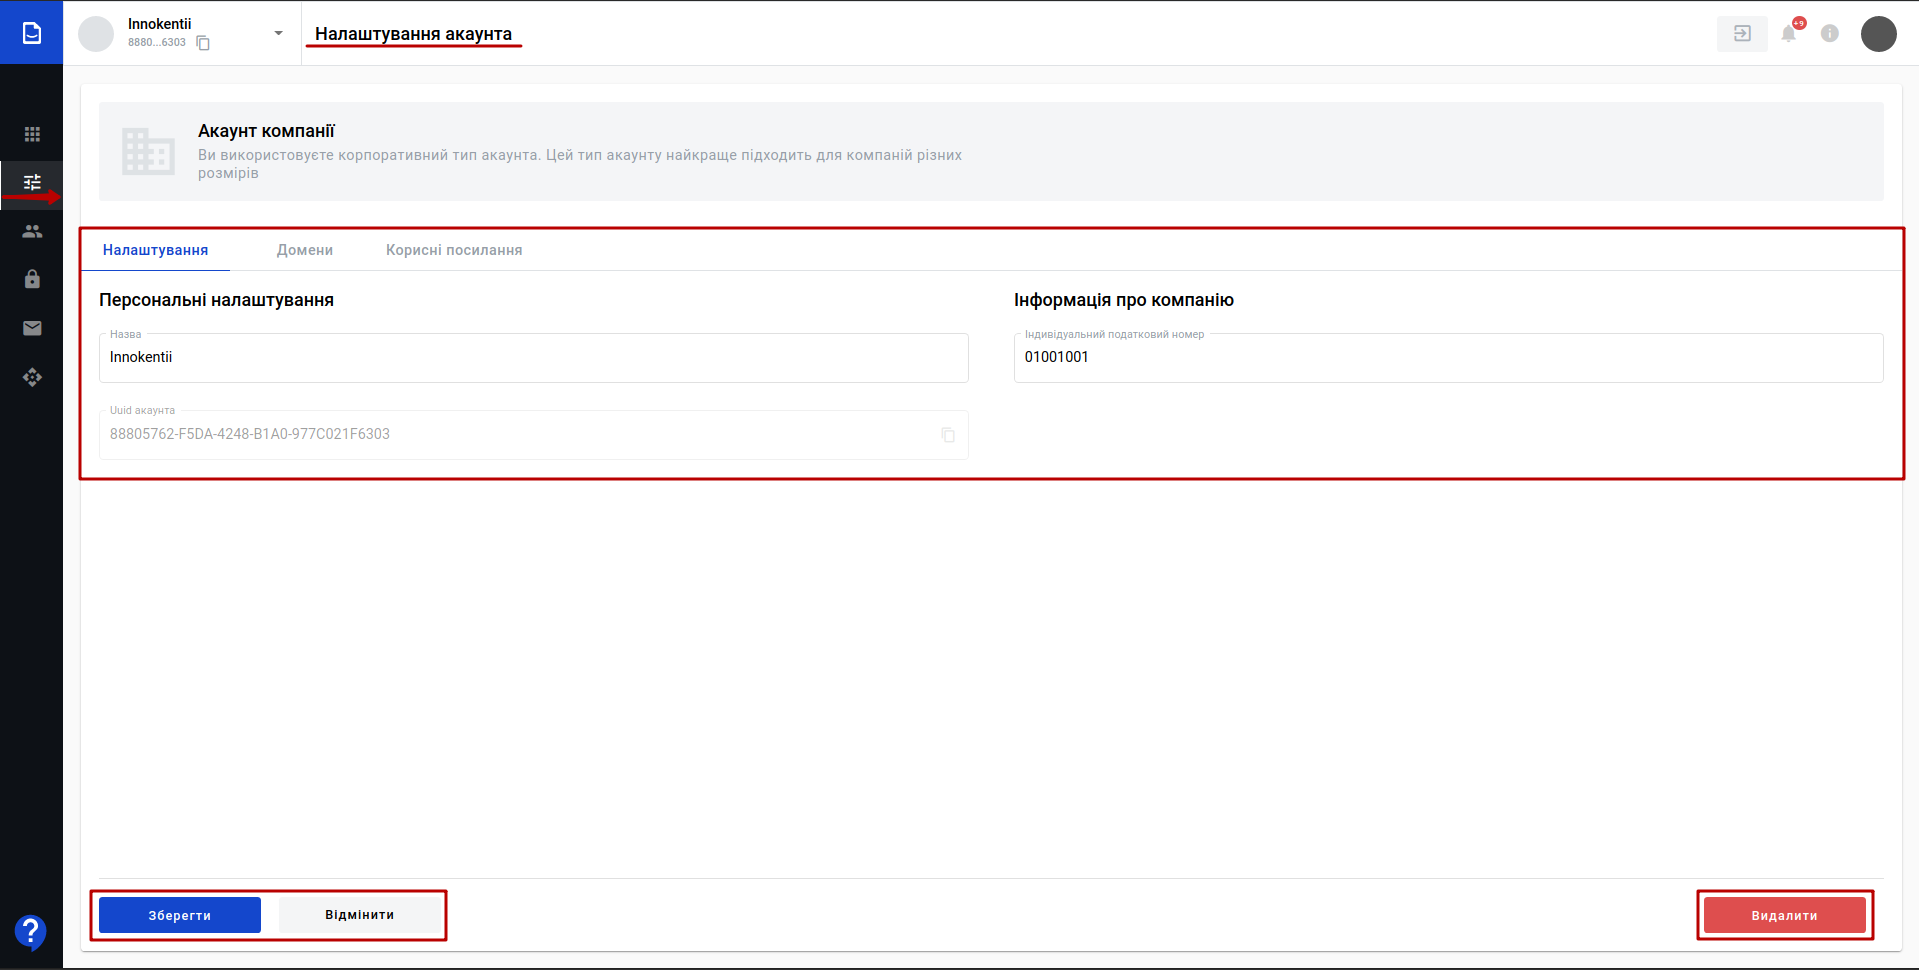 Innokentii
8880...6303
Налаштування акаунта
+9
Акаунт компанії
Ви використовуєте корпоративний тип акаунта. Цей тип акаунту найкраще підходить для компаній різних
розмірів
Налаштування
Домени
Корисні посилання
Персональні налаштування
Назва
Innokentii
Uuid акаунта
88805762-F5DA-4248-B1A0-977C021F6303
Інформація про компанію
Індивідуальний податковий номер
01001001
Зберегти
Відмінити
Видалити